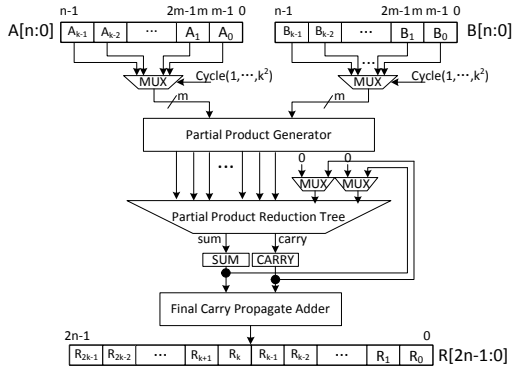 n-1 2m-1 m m-1 0 n-1 2m-1 m m-1 0
A[n:0] A_{k-1} A_{k-2} ... A_1 A_0 B_{k-1} B_{k-2} ... B_1 B_0 B[n:0]
...
MUX Cycle(1,...,k²) MUX Cycle(1,...,k²)
m m
Partial Product Generator
... 0 0
MUX MUX
Partial Product Reduction Tree
sum carry
SUM CARRY
Final Carry Propagate Adder
2n-1 0
R_{2k-1} R_{2k-2} ... R_{k+1} R_k R_{k-1} R_{k-2} ... R_1 R_0 R[2n-1:0]